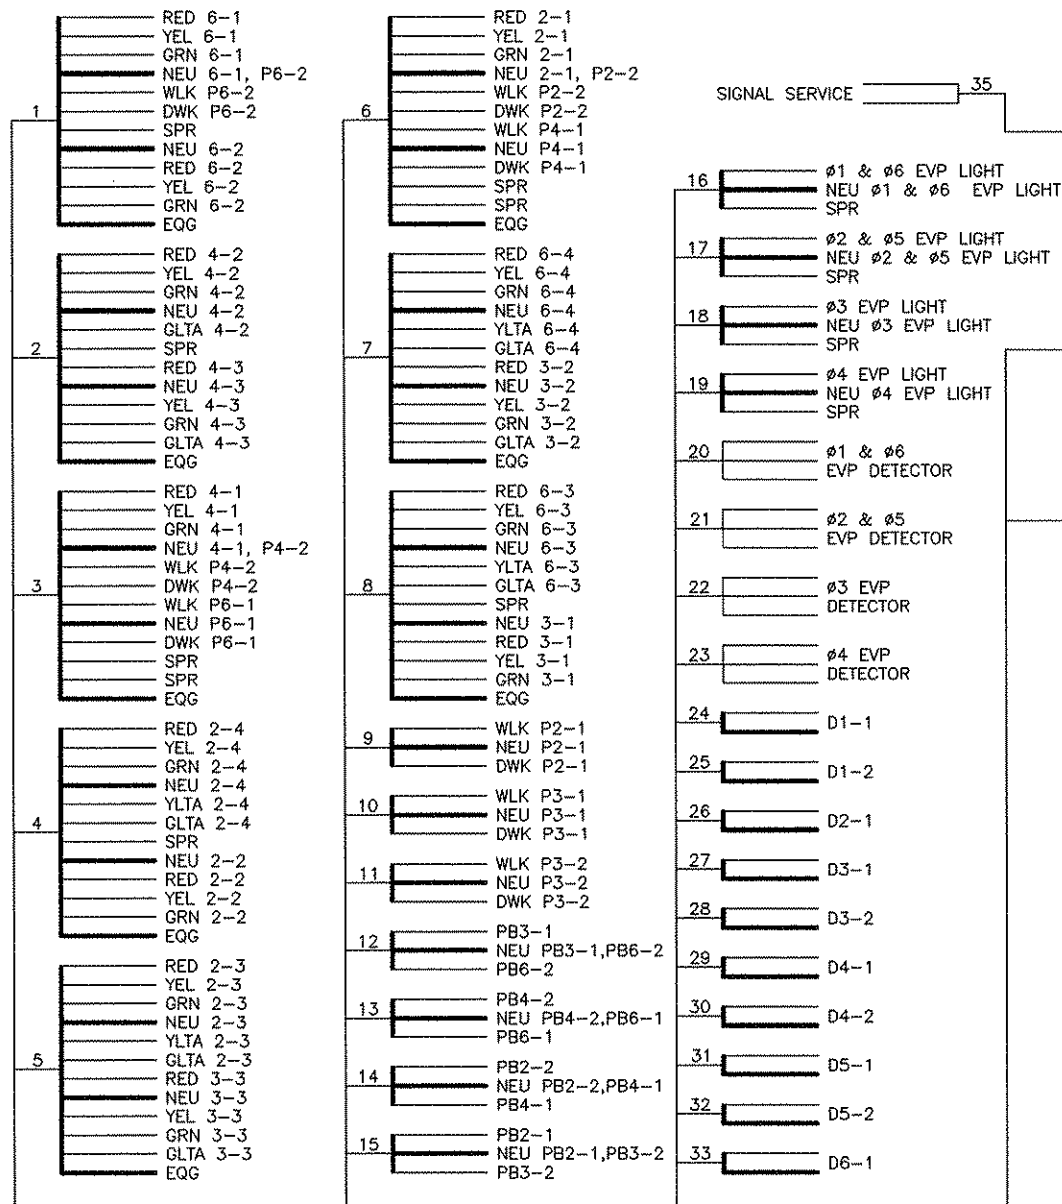 1
RED 6-1
YEL 6-1
GRN 6-1
NEU 6-1, P6-2
WLK P6-2
DWK P6-2
SPR
NEU 6-2
RED 6-2
YEL 6-2
GRN 6-2
EQG
2
RED 4-2
YEL 4-2
GRN 4-2
NEU 4-2
GLTA 4-2
SPR
RED 4-3
NEU 4-3
YEL 4-3
GRN 4-3
GLTA 4-3
EQG
3
RED 4-1
YEL 4-1
GRN 4-1
NEU 4-1, P4-2
WLK P4-2
DWK P4-2
WLK P6-1
NEU P6-1
DWK P6-1
SPR
SPR
EQG
4
RED 2-4
YEL 2-4
GRN 2-4
NEU 2-4
YLTA 2-4
GLTA 2-4
SPR
NEU 2-2
RED 2-2
YEL 2-2
GRN 2-2
EQG
5
RED 2-3
YEL 2-3
GRN 2-3
NEU 2-3
YLTA 2-3
GLTA 2-3
RED 3-3
NEU 3-3
YEL 3-3
GRN 3-3
GLTA 3-3
EQG
6
RED 2-1
YEL 2-1
GRN 2-1
NEU 2-1, P2-2
WLK P2-2
DWK P2-2
WLK P4-1
NEU P4-1
DWK P4-1
SPR
SPR
EQG
7
RED 6-4
YEL 6-4
GRN 6-4
NEU 6-4
YLTA 6-4
GLTA 6-4
RED 3-2
NEU 3-2
YEL 3-2
GRN 3-2
GLTA 3-2
EQG
8
RED 6-3
YEL 6-3
GRN 6-3
NEU 6-3
YLTA 6-3
GLTA 6-3
SPR
NEU 3-1
RED 3-1
YEL 3-1
GRN 3-1
EQG
9
WLK P2-1
NEU P2-1
DWK P2-1
10
WLK P3-1
NEU P3-1
DWK P3-1
11
WLK P3-2
NEU P3-2
DWK P3-2
12
PB3-1
NEU PB3-1,PB6-2
PB6-2
13
PB4-2
NEU PB4-2,PB6-1
PB6-1
14
PB2-2
NEU PB2-2,PB4-1
PB4-1
15
PB2-1
NEU PB2-1,PB3-2
PB3-2
SIGNAL SERVICE 35
16
ø1 & ø6 EVP LIGHT
NEU ø1 & ø6 EVP LIGHT
SPR
17
ø2 & ø5 EVP LIGHT
NEU ø2 & ø5 EVP LIGHT
SPR
18
ø3 EVP LIGHT
NEU ø3 EVP LIGHT
SPR
19
ø4 EVP LIGHT
NEU ø4 EVP LIGHT
SPR
20
ø1 & ø6
EVP DETECTOR
21
ø2 & ø5
EVP DETECTOR
22
ø3 EVP
DETECTOR
23
ø4 EVP
DETECTOR
24 D1-1
25 D1-2
26 D2-1
27 D3-1
28 D3-2
29 D4-1
30 D4-2
31 D5-1
32 D5-2
33 D6-1